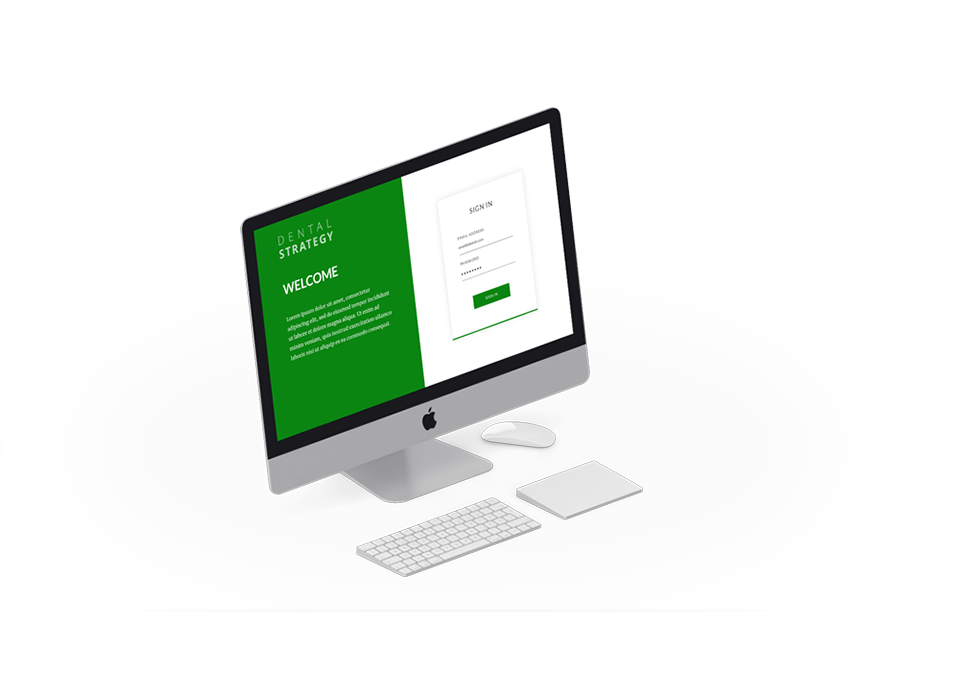 DENTAL
STRATEGY
WELCOME
Lorem ipsum dolor sit amet, consectetur
adipiscing elit, sed do eiusmod tempor incididunt
ut labore et dolore magna aliqua. Ut enim ad
minim veniam, quis nostrud exercitation ullamco
laboris nisi ut aliquip ex ea commodo consequat.
SIGN IN
EMAIL ADDRESS
PASSWORD
SIGN IN